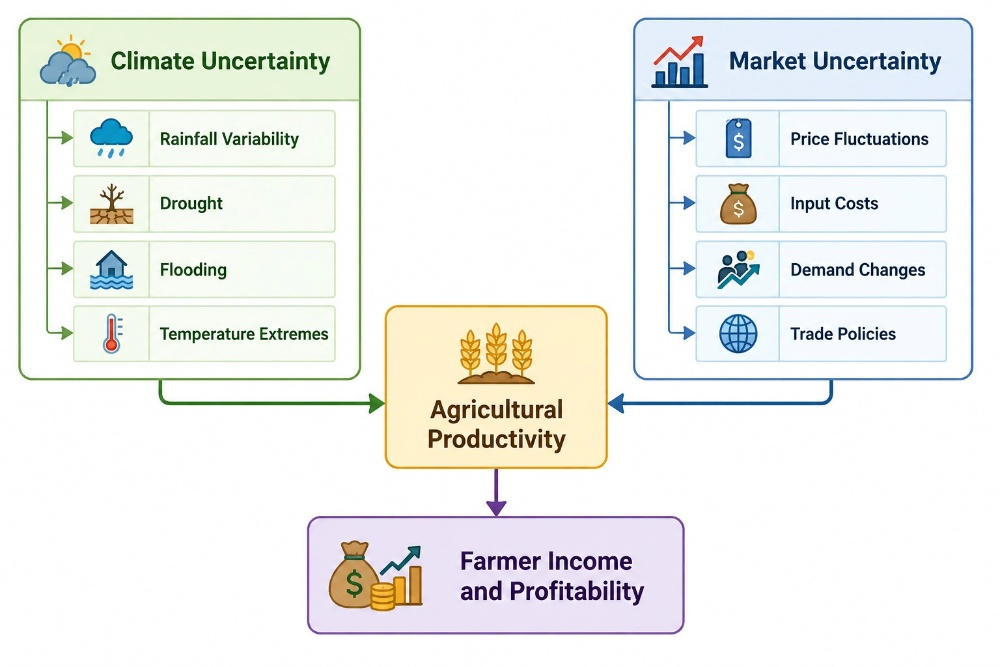 Climate Uncertainty
Rainfall Variability
Drought
Flooding
Temperature Extremes
Market Uncertainty
$
Price Fluctuations
$
Input Costs
Demand Changes
Trade Policies
Agricultural
Productivity
$
Farmer Income
and Profitability